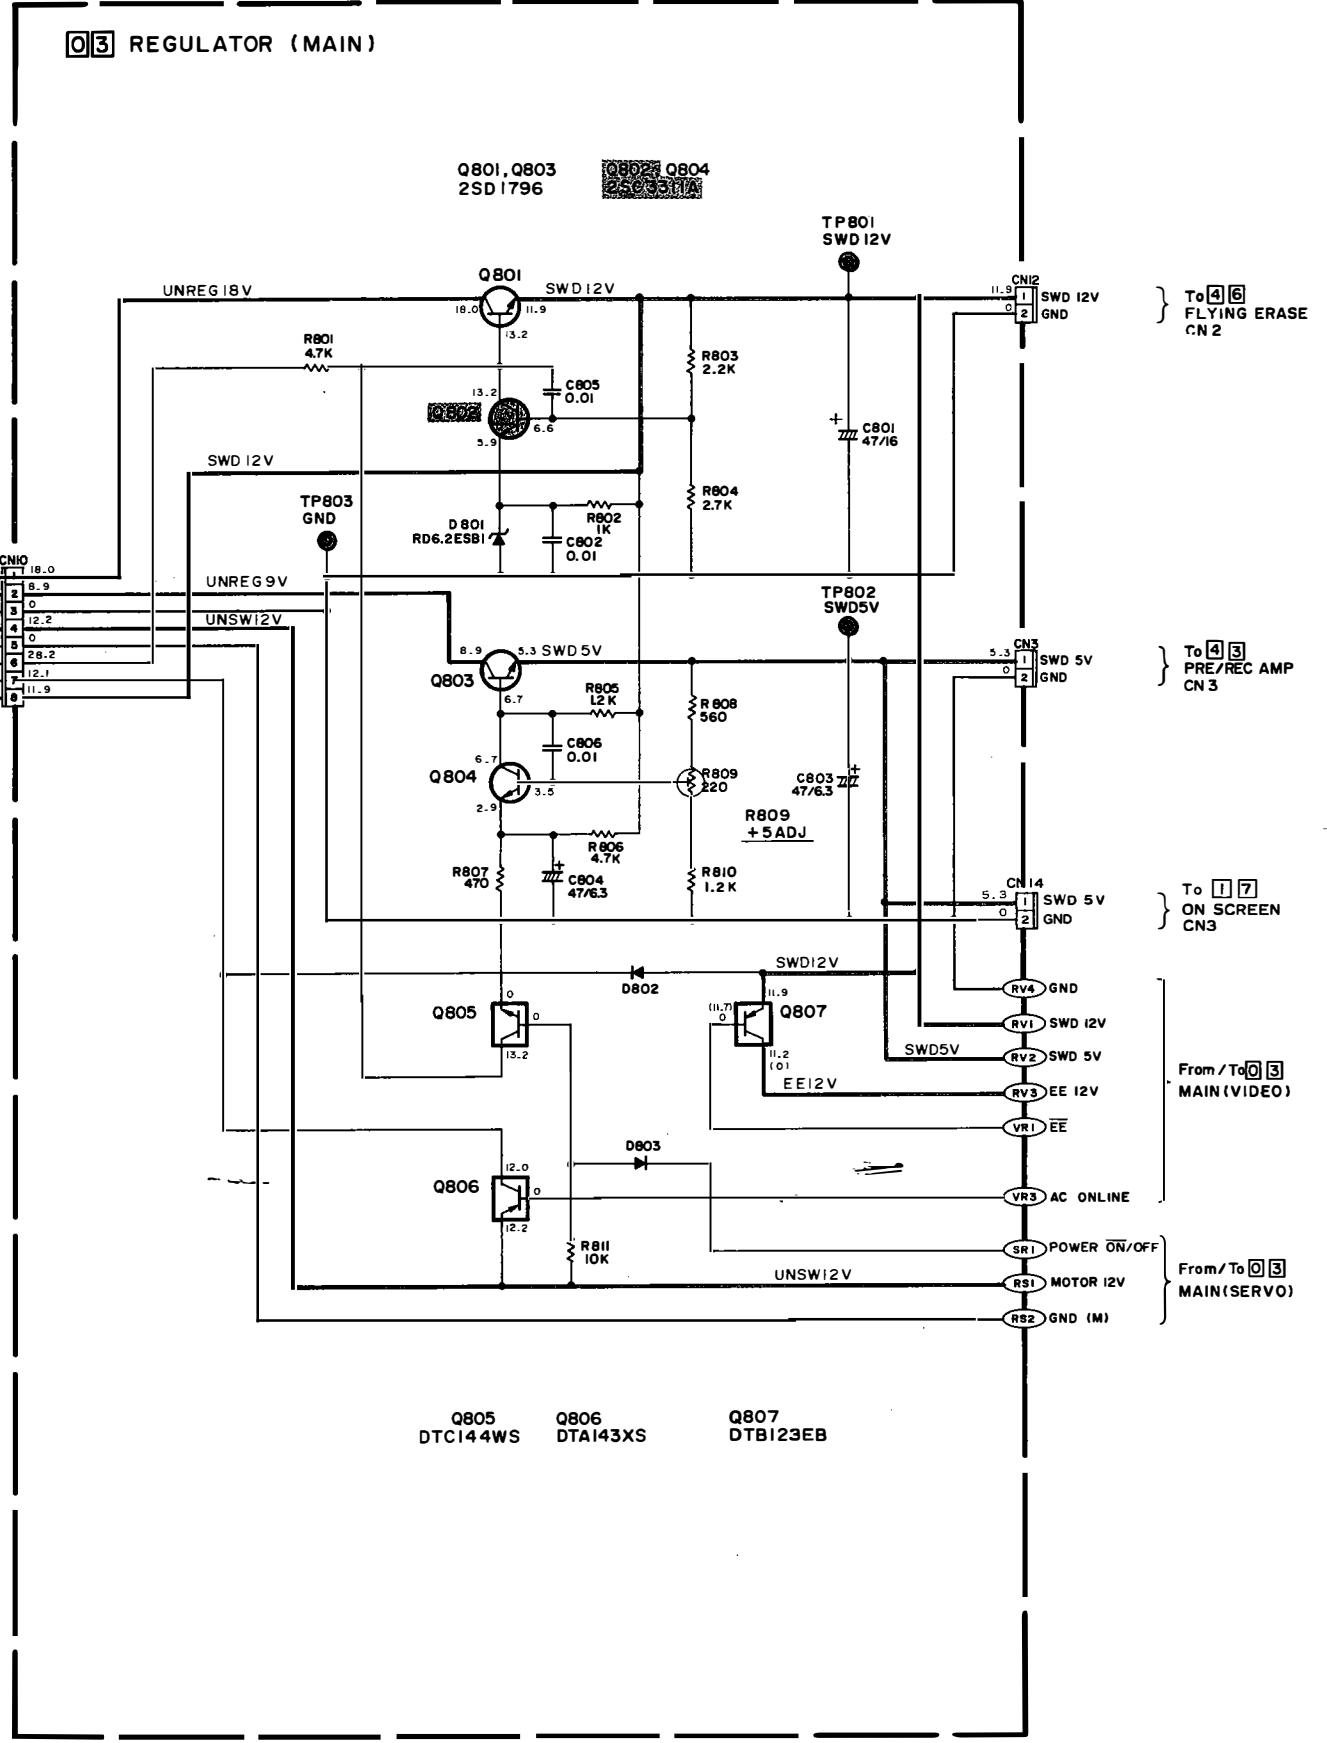 03 REGULATOR (MAIN)
Q801, Q803
2SD1796
Q802, Q804
2SC3311A
TP801
SWD 12V
UNREG 18V
Q801
SWD 12V
18.0
11.9
13.2
CN12
11.9
1
SWD 12V
0
2
GND
To 46
FLYING ERASE
CN 2
R801
4.7K
R803
2.2K
13.2
C805
0.01
Q802
6.6
5.9
C801
47/16
SWD 12V
TP803
GND
R804
2.7K
D801
RD6.2ESB1
R802
1K
C802
0.01
CN10
1
18.0
2
8.9
3
0
4
12.2
5
0
6
28.2
7
12.1
8
11.9
UNREG 9V
UNSW12V
TP802
SWD5V
8.9
5.3
SWD 5V
Q803
6.7
CN3
5.3
1
SWD 5V
0
2
GND
To 43
PRE/REC AMP
CN 3
R805
1.2K
R808
560
C806
0.01
6.7
Q804
3.5
2.9
R809
220
C803
47/6.3
R809
+5 ADJ
R806
4.7K
R807
470
C804
47/6.3
R810
1.2K
CN14
5.3
1
SWD 5V
0
2
GND
To 17
ON SCREEN
CN3
SWD12V
D802
0
Q805
0
13.2
11.9
(11.7)
0
Q807
11.2
(0)
EE12V
SWD5V
RV4 GND
RV1 SWD 12V
RV2 SWD 5V
RV3 EE 12V
VR1 EE
VR3 AC ONLINE
From/To 03
MAIN(VIDEO)
D803
12.0
Q806
0
12.2
R811
10K
UNSW12V
SR1 POWER ON/OFF
RS1 MOTOR 12V
RS2 GND (M)
From/To 03
MAIN(SERVO)
Q805
DTC144WS
Q806
DTA143XS
Q807
DTB123EB